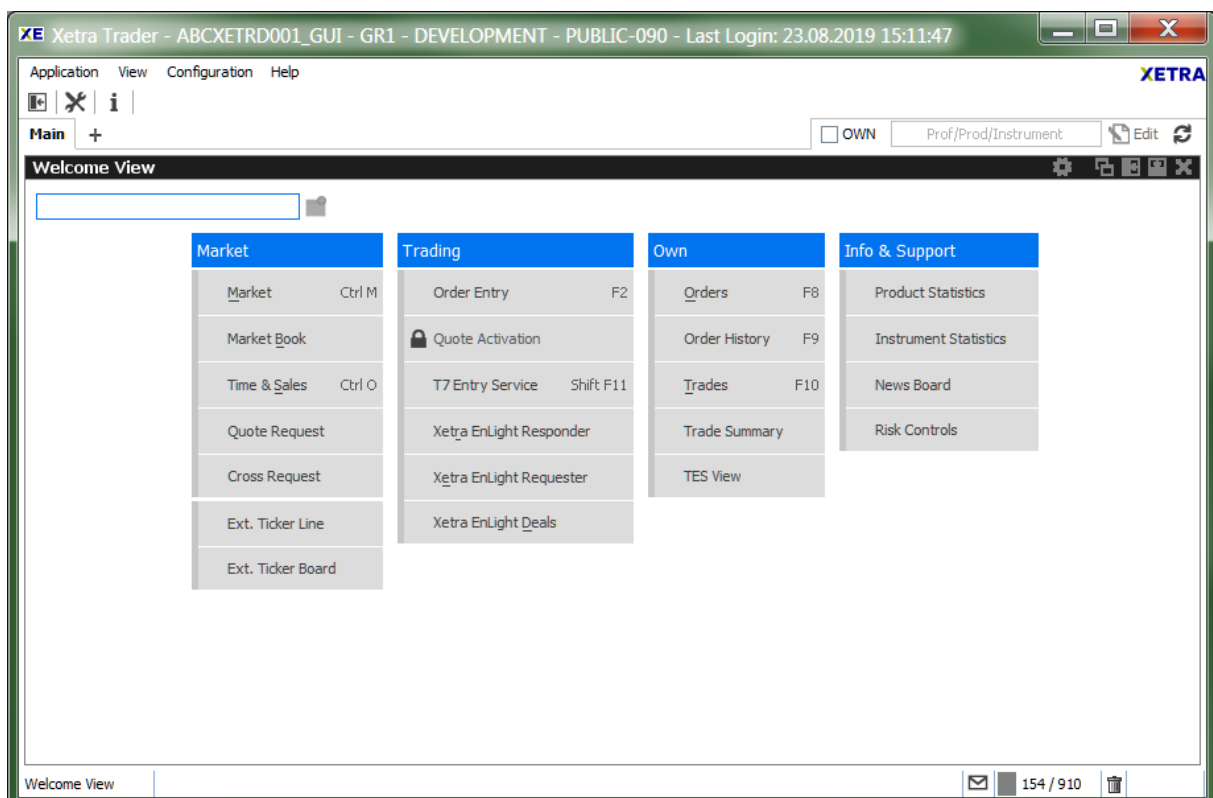 XE Xetra Trader - ABCXETRD001_GUI - GR1 - DEVELOPMENT - PUBLIC-090 - Last Login: 23.08.2019 15:11:47
Application View Configuration Help
XETRA
Main + OWN Prof/Prod/Instrument Edit
Welcome View
Market
Market Ctrl M
Market Book
Time & Sales Ctrl O
Quote Request
Cross Request
Ext. Ticker Line
Ext. Ticker Board
Trading
Order Entry F2
Quote Activation
T7 Entry Service Shift F11
Xetra EnLight Responder
Xetra EnLight Requester
Xetra EnLight Deals
Own
Orders F8
Order History F9
Trades F10
Trade Summary
TES View
Info & Support
Product Statistics
Instrument Statistics
News Board
Risk Controls
Welcome View 154 / 910